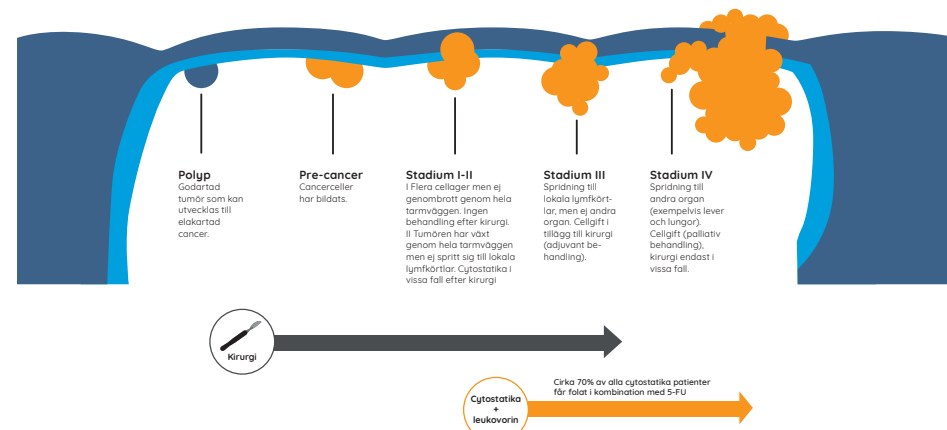 Polyp
Godartad
tumör som kan
utvecklas till
elakartad
cancer.
Pre-cancer
Cancerceller
har bildats.
Stadium I-II
I Flera cellager men ej
genombrott genom hela
tarmväggen. Ingen
behandling efter kirurgi.
II Tumören har växt
genom hela tarmväggen
men ej spritt sig till lokala
lymfkörtlar. Cytostatika i
vissa fall efter kirurgi
Stadium III
Spridning till
lokala lymfkört-
lar, men ej andra
organ. Cellgift i
tillägg till kirurgi
(adjuvant be-
handling).
Stadium IV
Spridning till
andra organ
(exempelvis lever
och lungor).
Cellgift (palliativ
behandling),
kirurgi endast i
vissa fall.
Kirurgi
Cirka 70% av alla cytostatika patienter
får folat i kombination med 5-FU
Cytostatika
+
leukovorin